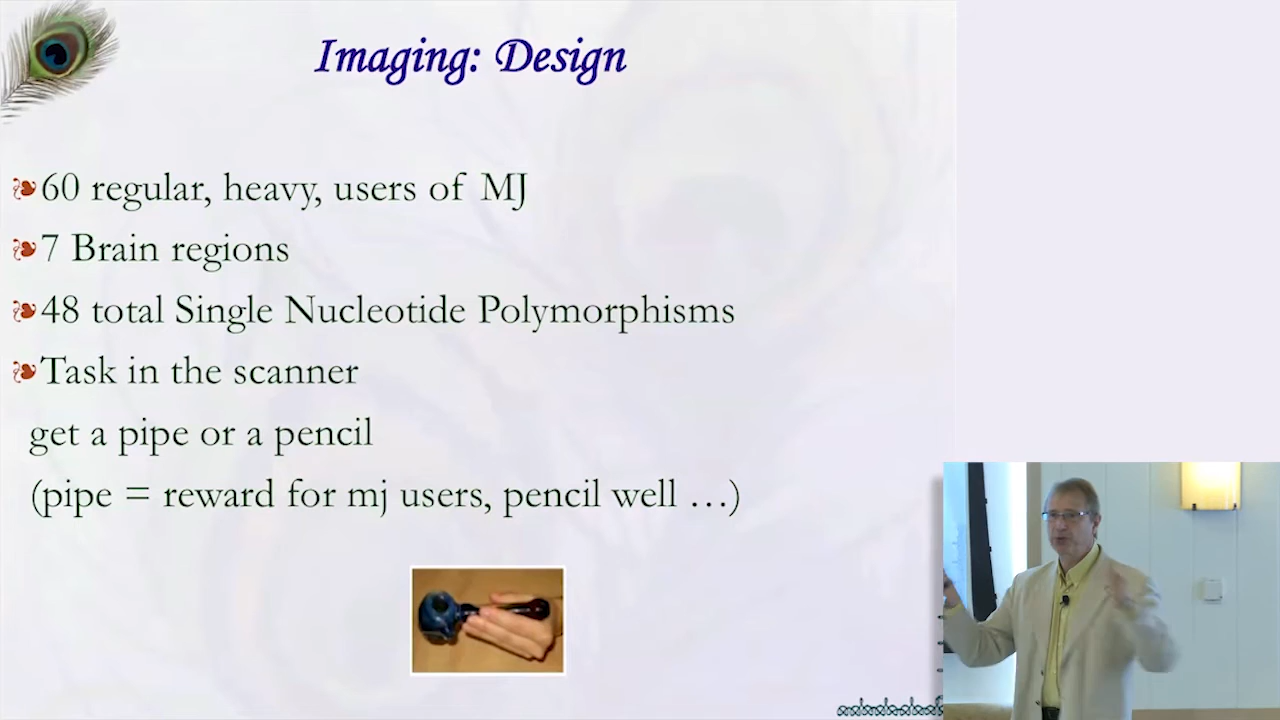 Imaging: Design
60 regular, heavy, users of MJ
7 Brain regions
48 total Single Nucleotide Polymorphisms
Task in the scanner
get a pipe or a pencil
(pipe = reward for mj users, pencil well …)